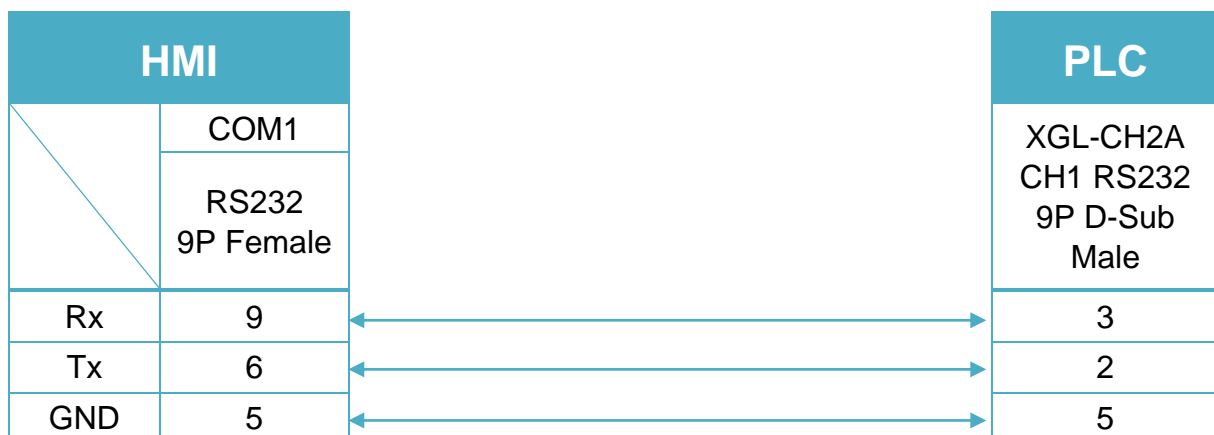 HMI
PLC
COM1
RS232
9P Female
XGL-CH2A
CH1 RS232
9P D-Sub
Male
Rx 9 3
Tx 6 2
GND 5 5